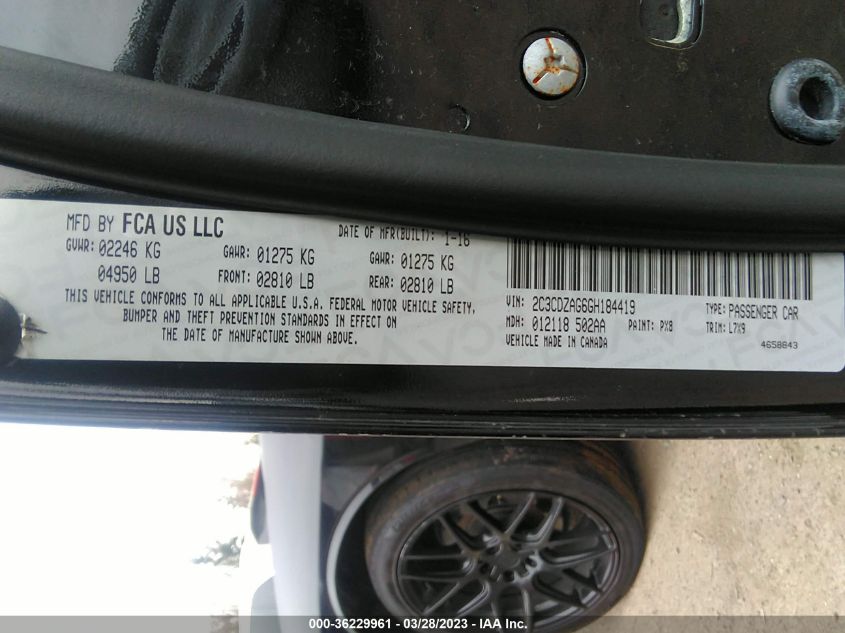 MFD BY FCA US LLC
DATE OF MFR(BUILT): 1-16
GVWR: 02246 KG GAWR: 01275 KG GAWR: 01275 KG
04950 LB FRONT: 02810 LB REAR: 02810 LB
THIS VEHICLE CONFORMS TO ALL APPLICABLE U.S.A. FEDERAL MOTOR VEHICLE SAFETY,
BUMPER AND THEFT PREVENTION STANDARDS IN EFFECT ON
THE DATE OF MANUFACTURE SHOWN ABOVE.
VIN: 2C3CDZAG6GH184419 TYPE: PASSENGER CAR
MDH: 012118 502AA PAINT: PX8 TRIM: L7X9
VEHICLE MADE IN CANADA
4658843
000-36229961 — 03/28/2023 — IAA Inc.